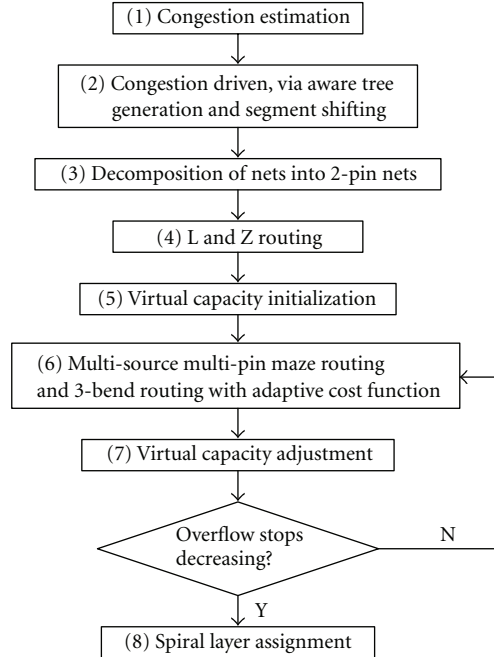 (1) Congestion estimation
(2) Congestion driven, via aware tree
generation and segment shifting
(3) Decomposition of nets into 2-pin nets
(4) L and Z routing
(5) Virtual capacity initialization
(6) Multi-source multi-pin maze routing
and 3-bend routing with adaptive cost function
(7) Virtual capacity adjustment
Overflow stops
decreasing?
N
Y
(8) Spiral layer assignment